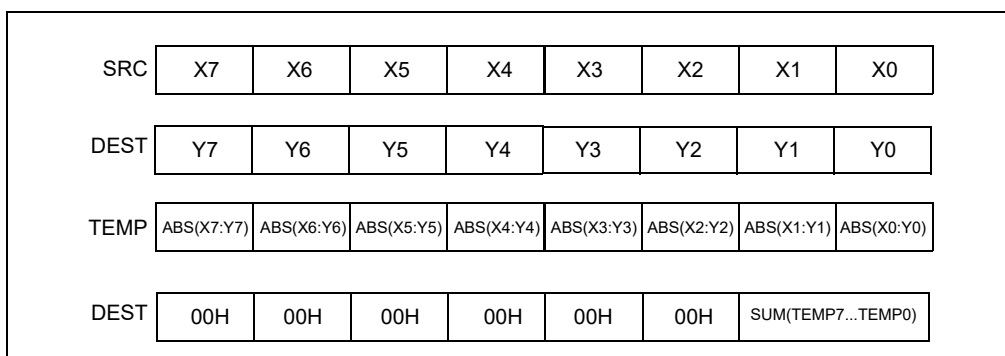 SRC X7 X6 X5 X4 X3 X2 X1 X0
DEST Y7 Y6 Y5 Y4 Y3 Y2 Y1 Y0
TEMP ABS(X7:Y7) ABS(X6:Y6) ABS(X5:Y5) ABS(X4:Y4) ABS(X3:Y3) ABS(X2:Y2) ABS(X1:Y1) ABS(X0:Y0)
DEST 00H 00H 00H 00H 00H 00H SUM(TEMP7...TEMP0)